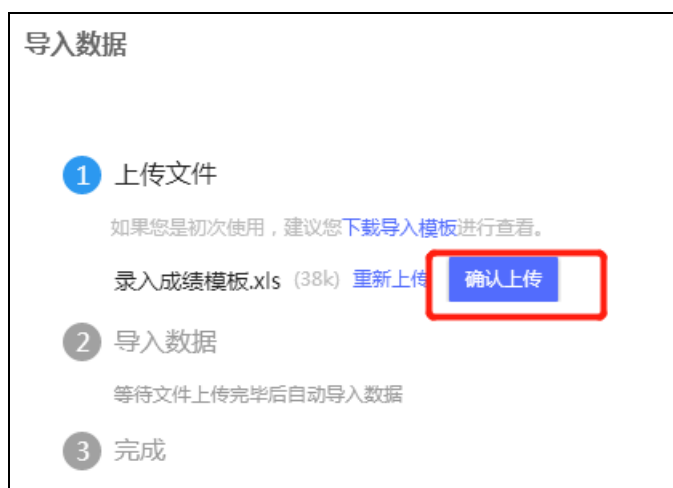 导入数据
1 上传文件
如果您是初次使用，建议您下载导入模板进行查看。
录入成绩模板.xls (38k) 重新上传 确认上传
2 导入数据
等待文件上传完毕后自动导入数据
3 完成